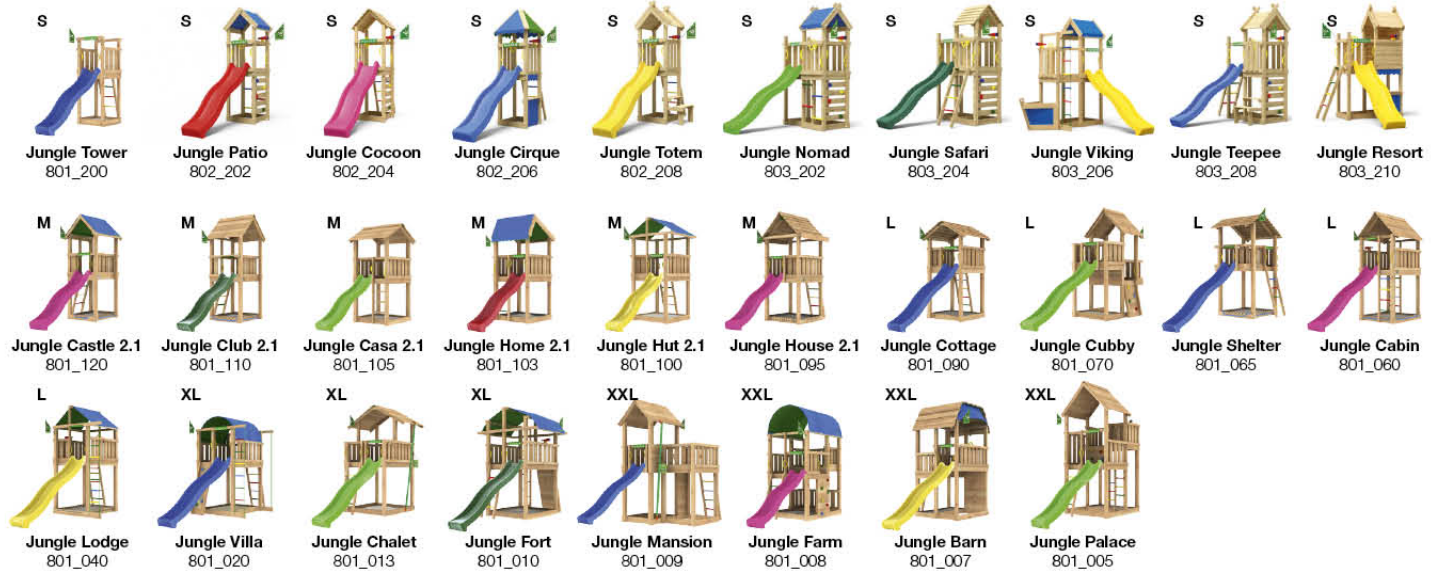 S S S S S S S S S S
Jungle Tower Jungle Patio Jungle Cocoon Jungle Cirque Jungle Totem Jungle Nomad Jungle Safari Jungle Viking Jungle Teepee Jungle Resort
801_200 802_202 802_204 802_206 802_208 803_202 803_204 803_206 803_208 803_210
M M M M M M L L L L
Jungle Castle 2.1 Jungle Club 2.1 Jungle Casa 2.1 Jungle Home 2.1 Jungle Hut 2.1 Jungle House 2.1 Jungle Cottage Jungle Cubby Jungle Shelter Jungle Cabin
801_120 801_110 801_105 801_103 801_100 801_095 801_090 801_070 801_065 801_060
L XL XL XL XXL XXL XXL XXL
Jungle Lodge Jungle Villa Jungle Chalet Jungle Fort Jungle Mansion Jungle Farm Jungle Barn Jungle Palace
801_040 801_020 801_013 801_010 801_009 801_008 801_007 801_005